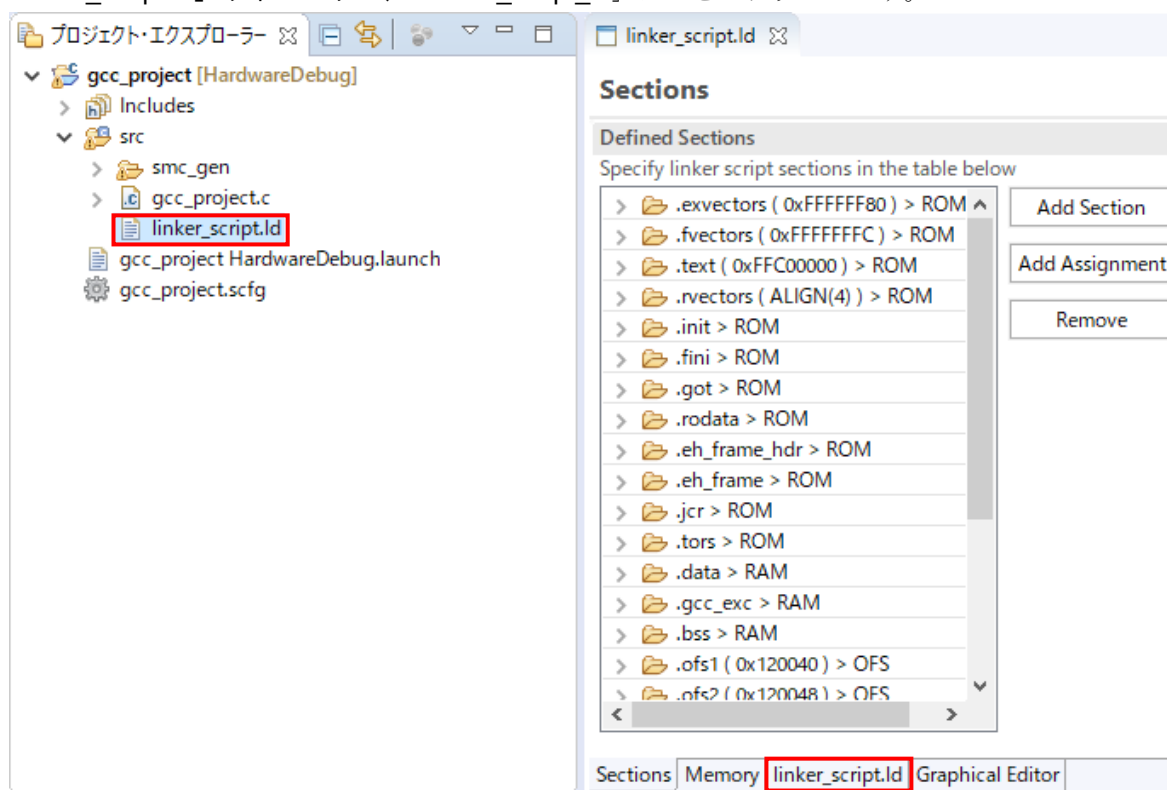 プロジェクト・エクスプローラー
gcc_project [HardwareDebug]
Includes
src
smc_gen
gcc_project.c
linker_script.ld
gcc_project HardwareDebug.launch
gcc_project.scfg
linker_script.ld
Sections
Defined Sections
Specify linker script sections in the table below
.exvectors ( 0xFFFFFF80 ) > ROM
.fvectors ( 0xFFFFFFFC ) > ROM
.text ( 0xFFC00000 ) > ROM
.rvectors ( ALIGN(4) ) > ROM
.init > ROM
.fini > ROM
.got > ROM
.rodata > ROM
.eh_frame_hdr > ROM
.eh_frame > ROM
.jcr > ROM
.tors > ROM
.data > RAM
.gcc_exc > RAM
.bss > RAM
.ofs1 ( 0x120040 ) > OFS
.ofs2 ( 0x120048 ) > OFS
Add Section
Add Assignment
Remove
Sections Memory linker_script.ld Graphical Editor